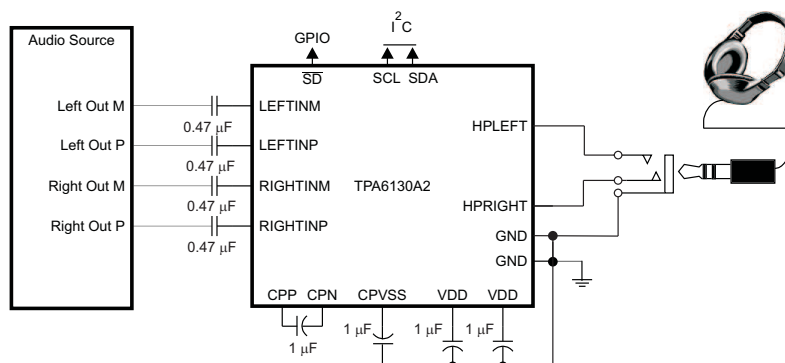 Audio Source
Left Out M
Left Out P
Right Out M
Right Out P
0.47 μF
0.47 μF
0.47 μF
0.47 μF
GPIO
I²C
SD
SCL SDA
LEFTINM
LEFTINP
RIGHTINM
RIGHTINP
TPA6130A2
HPLEFT
HPRIGHT
GND
GND
CPP CPN CPVSS VDD VDD
1 μF
1 μF
1 μF
1 μF